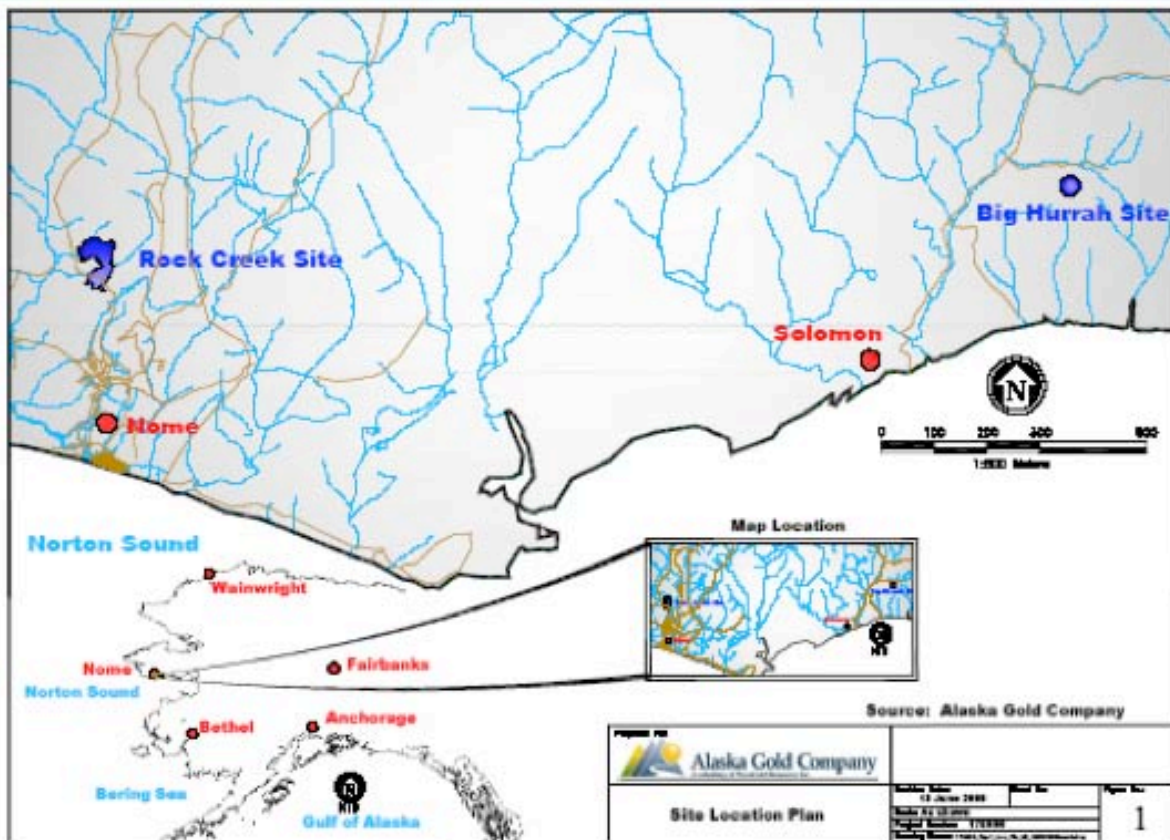 Big Hurrah Site
Rock Creek Site
Solomon
N
0 100 200 300
Nome
Map Location
Norton Sound
Wainwright
Nome
Fairbanks
Norton Sound
Source: Alaska Gold Company
Bethel
Anchorage
Bering Sea
Gulf of Alaska
Alaska Gold Company
Site Location Plan
1